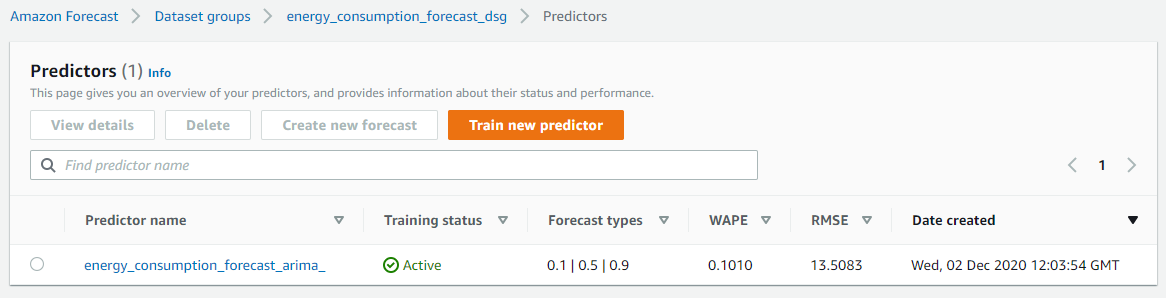 Amazon Forecast Dataset groups energy_consumption_forecast_dsg Predictors
Predictors (1) Info
This page gives you an overview of your predictors, and provides information about their status and performance.
View details Delete Create new forecast Train new predictor
Find predictor name 1
Predictor name Training status Forecast types WAPE RMSE Date created
energy_consumption_forecast_arima_ Active 0.1 | 0.5 | 0.9 0.1010 13.5083 Wed, 02 Dec 2020 12:03:54 GMT